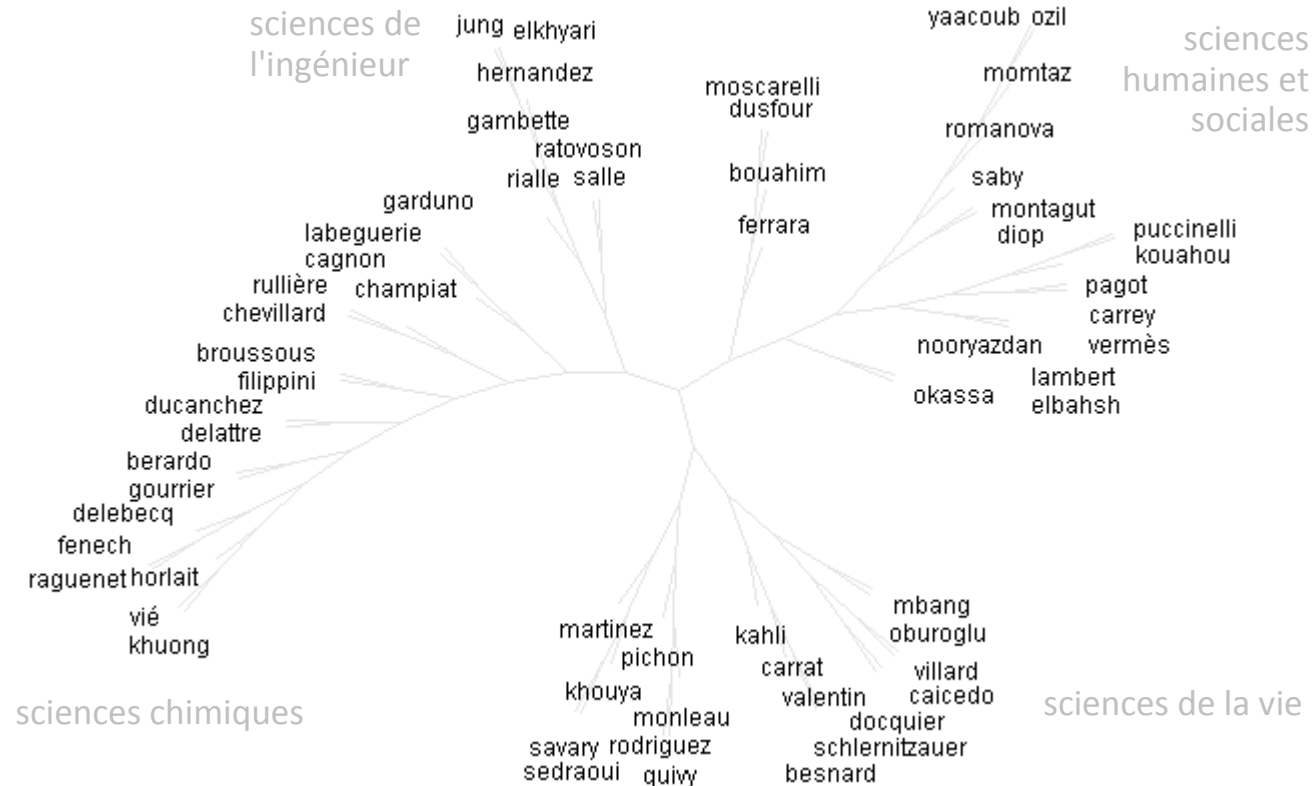 sciences de
l'ingénieur
jung elkhyari
hernandez
gambette
ratovoson
rialle salle
moscarelli
dusfour
bouahim
ferrara
yaacoub ozil
momtaz
romanova
sciences
humaines et
sociales
saby
montagut
diop
puccinelli
kouahou
pagot
carrey
nooryazdan vermès
lambert
okassa
elbahsh
garduno
labeguerie
cagnon
rullière champiat
chevillard
broussous
filippini
ducanchez
delattre
berardo
gourrier
delebecq
fenech
raguenet horlait
vié
khuong
sciences chimiques
martinez
pichon
khouya
monleau
savary rodriguez
sedraoui quivy
kahli
carrat
valentin
docquier
schlernitzauer
besnard
mbang
oburoglu
villard
caicedo
sciences de la vie